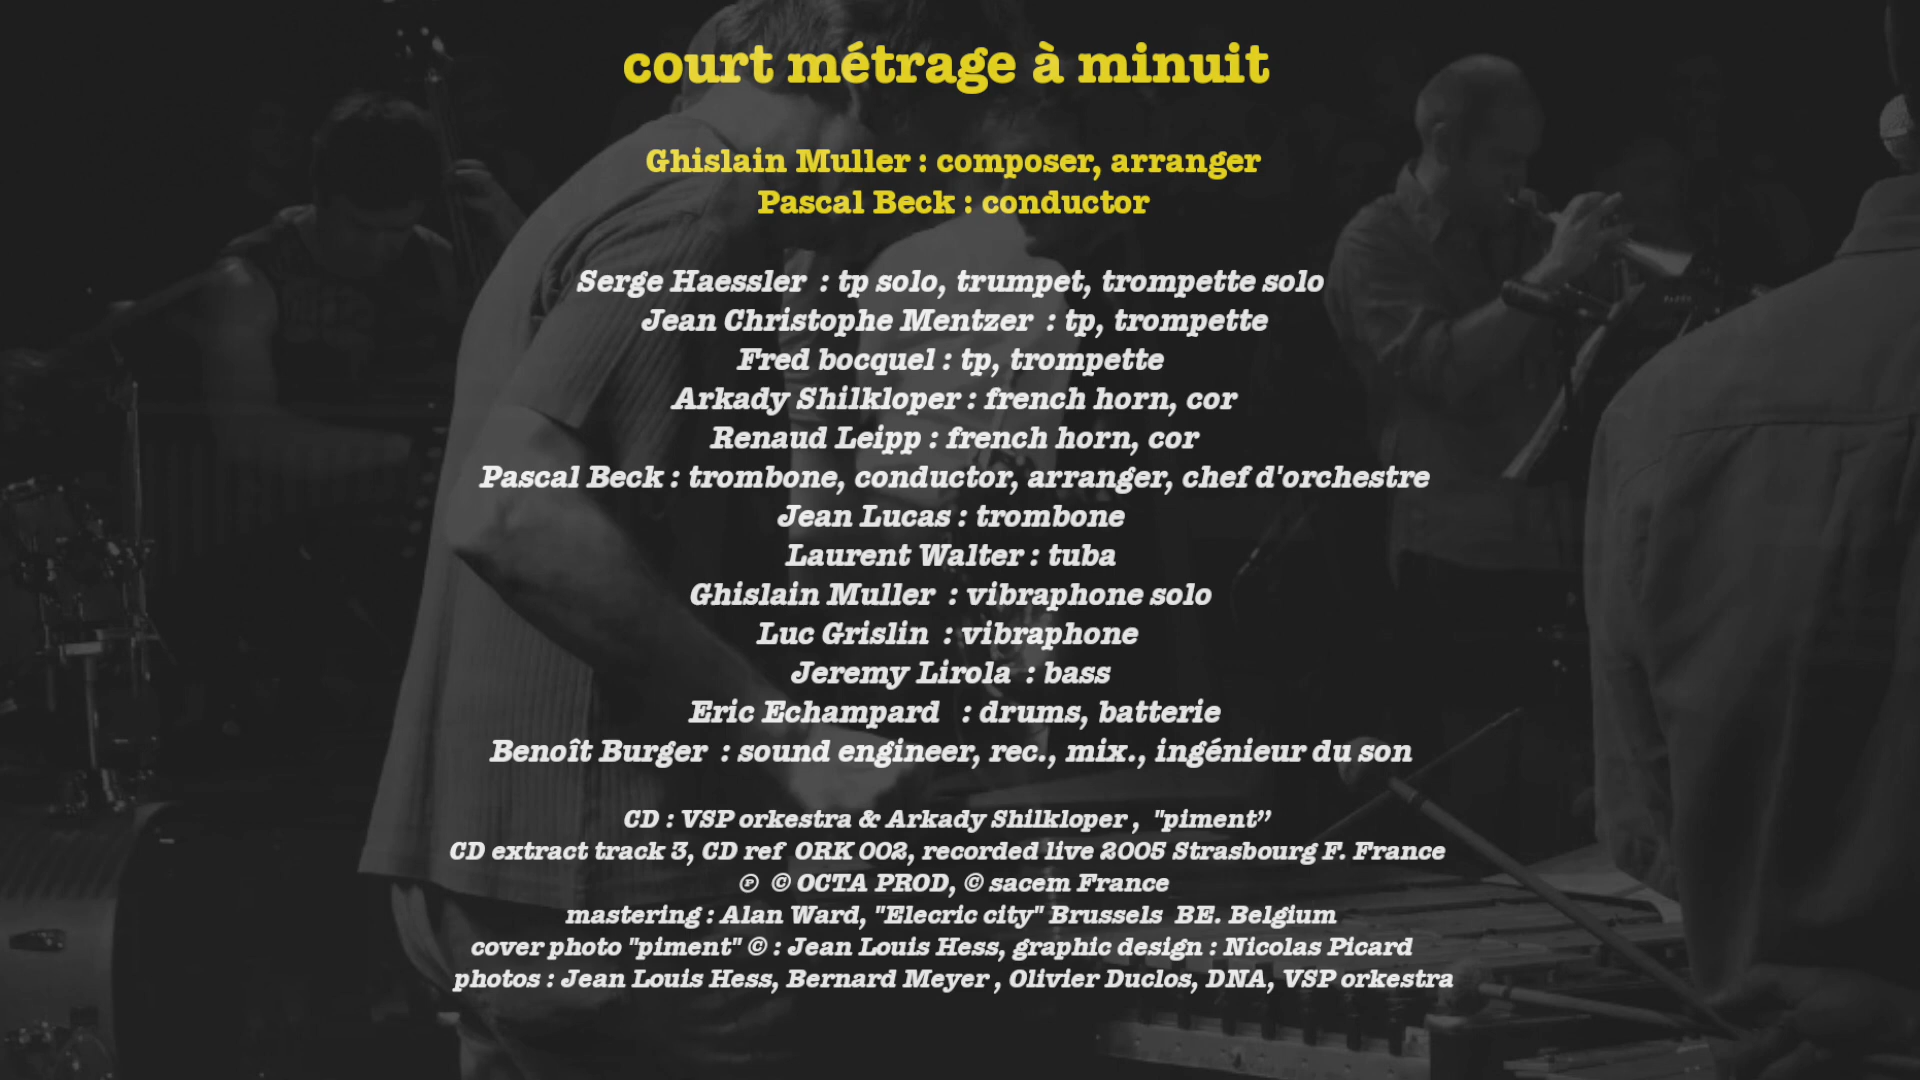 court métrage à minuit
Ghislain Muller : composer, arranger
Pascal Beck : conductor
Serge Haessler : tp solo, trumpet, trompette solo
Jean Christophe Mentzer : tp, trompette
Fred bocquel : tp, trompette
Arkady Shilkloper : french horn, cor
Renaud Leipp : french horn, cor
Pascal Beck : trombone, conductor, arranger, chef d'orchestre
Jean Lucas : trombone
Laurent Walter : tuba
Ghislain Muller : vibraphone solo
Luc Grislin : vibraphone
Jeremy Lirola : bass
Eric Echampard : drums, batterie
Benoît Burger : sound engineer, rec., mix., ingénieur du son
CD : VSP orkestra & Arkady Shilkloper , "piment”
CD extract track 3, CD ref ORK 002, recorded live 2005 Strasbourg F. France
℗ © OCTA PROD, © sacem France
mastering : Alan Ward, "Elecric city" Brussels BE. Belgium
cover photo "piment" © : Jean Louis Hess, graphic design : Nicolas Picard
photos : Jean Louis Hess, Bernard Meyer , Olivier Duclos, DNA, VSP orkestra